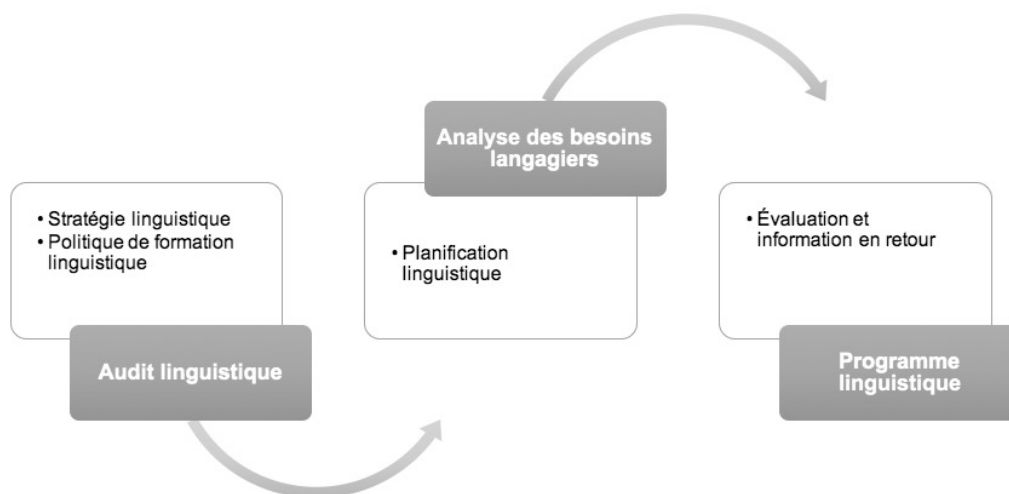 • Stratégie linguistique
• Politique de formation
linguistique
Audit linguistique
Analyse des besoins
langagiers
• Planification
linguistique
• Évaluation et
information en retour
Programme
linguistique